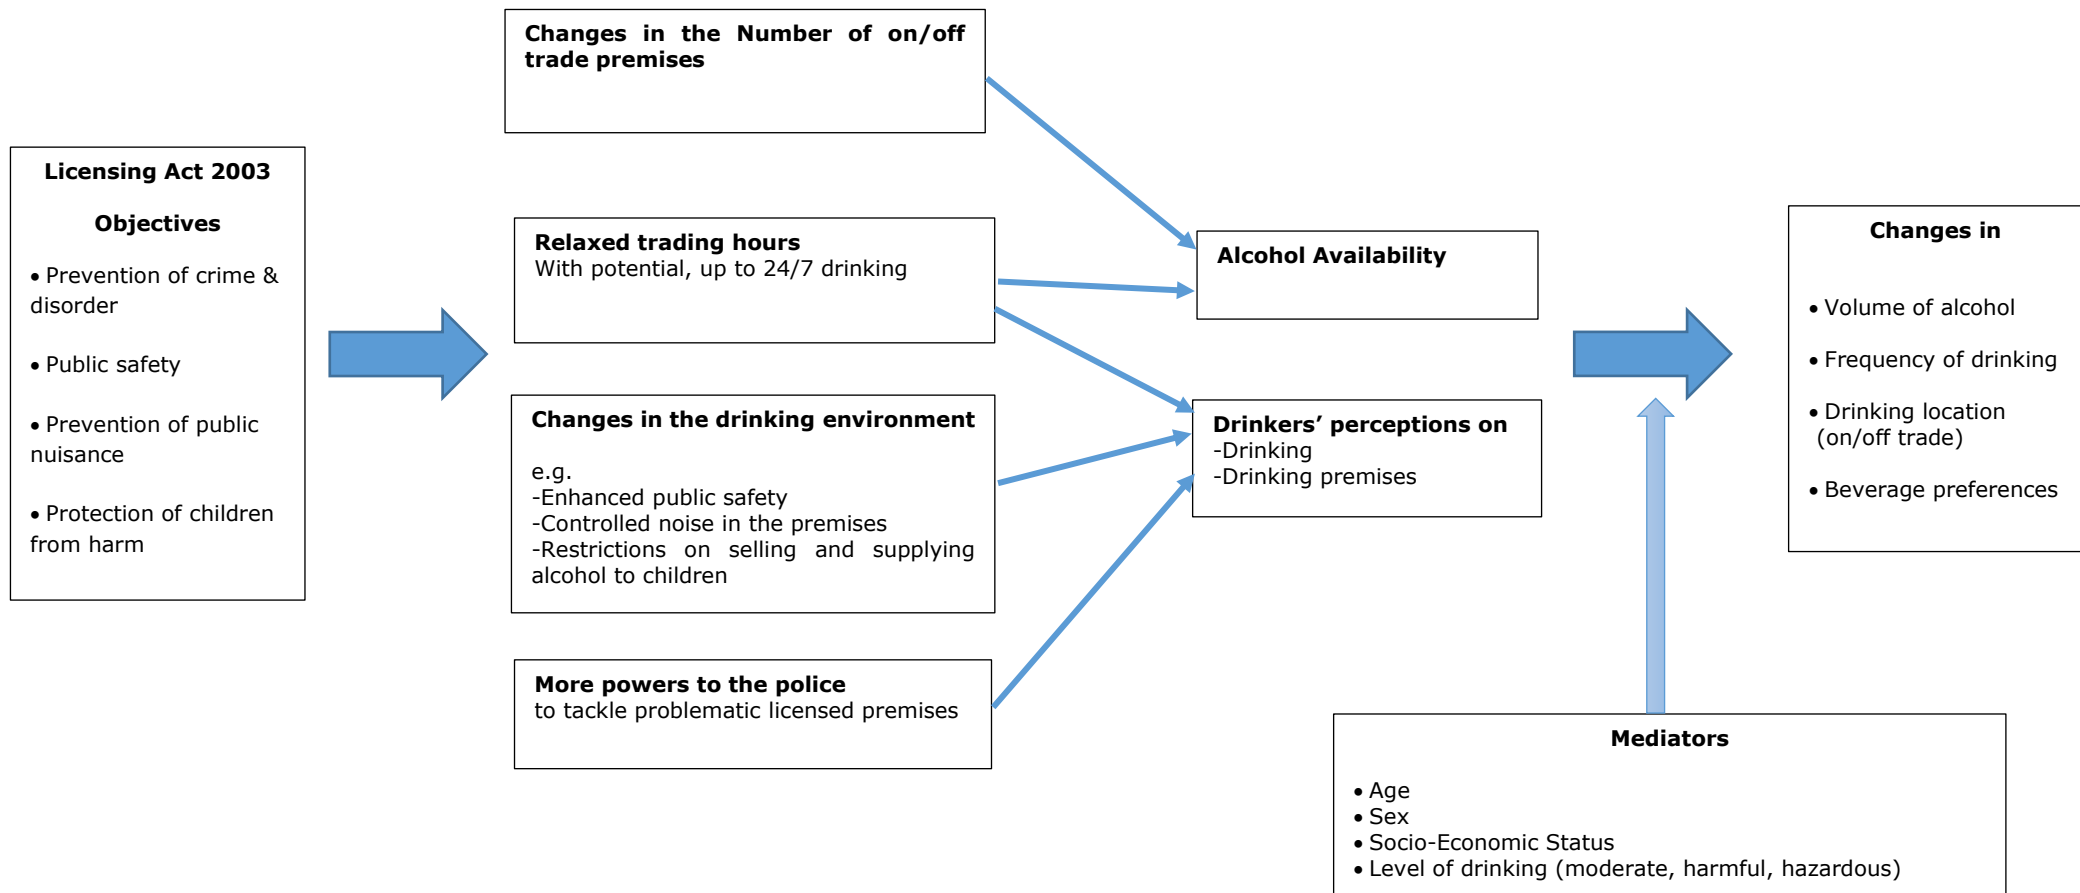 Changes in the Number of on/off
trade premises
Licensing Act 2003
Objectives
• Prevention of crime &
disorder
• Public safety
• Prevention of public
nuisance
• Protection of children
from harm
Relaxed trading hours
With potential, up to 24/7 drinking
Changes in the drinking environment
e.g.
-Enhanced public safety
-Controlled noise in the premises
-Restrictions on selling and supplying
alcohol to children
More powers to the police
to tackle problematic licensed premises
Alcohol Availability
Drinkers’ perceptions on
-Drinking
-Drinking premises
Changes in
• Volume of alcohol
• Frequency of drinking
• Drinking location
(on/off trade)
• Beverage preferences
Mediators
• Age
• Sex
• Socio-Economic Status
• Level of drinking (moderate, harmful, hazardous)